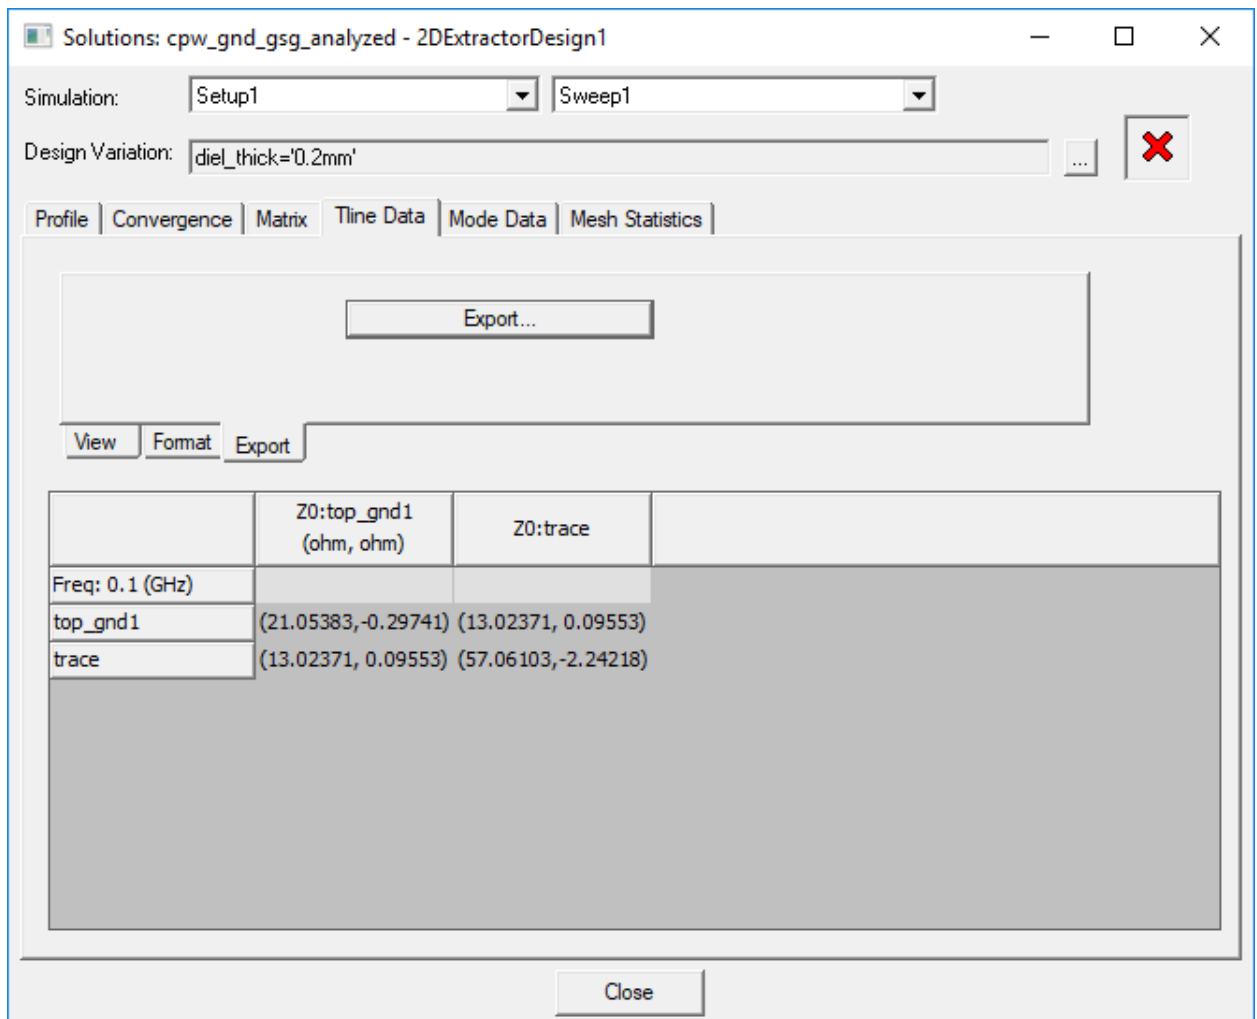 Solutions: cpw_gnd_gsg_analyzed - 2DExtractorDesign1
Simulation: Setup1 Sweep1
Design Variation: diel_thick='0.2mm' ...
Profile Convergence Matrix Tline Data Mode Data Mesh Statistics
Export...
View Format Export
Z0:top_gnd1
(ohm, ohm)
Z0:trace
Freq: 0.1 (GHz)
top_gnd1 (21.05383,-0.29741) (13.02371, 0.09553)
trace (13.02371, 0.09553) (57.06103,-2.24218)
Close